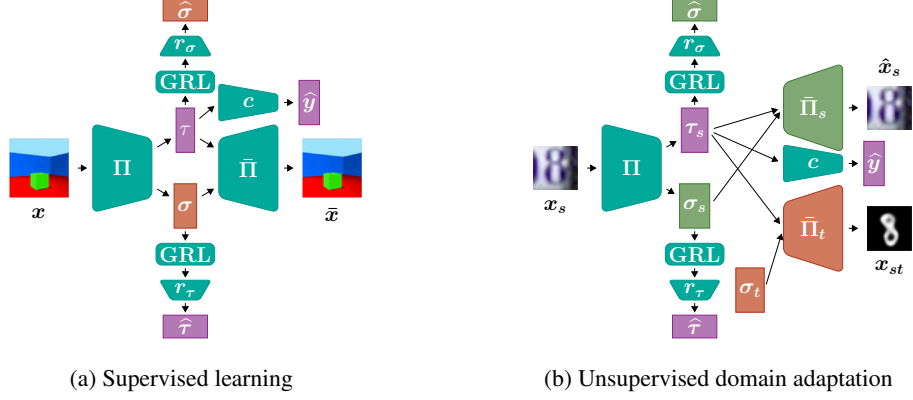 σ̂
r_σ
GRL
τ
c
ŷ
Π
Π̄
x
x̄
σ
GRL
r_τ
τ̂
(a) Supervised learning
σ̂
r_σ
GRL
x̂_s
Π̄_s
τ_s
Π
c
ŷ
x_s
σ_s
Π̄_t
GRL
x_st
σ_t
r_τ
τ̂
(b) Unsupervised domain adaptation